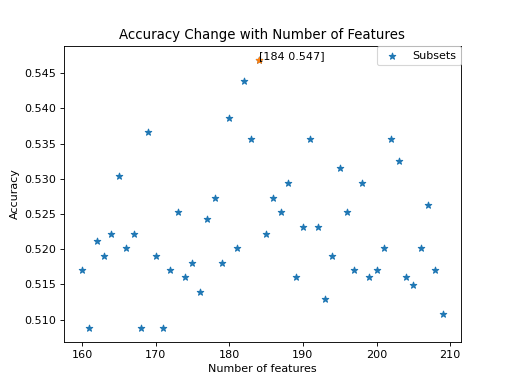 Accuracy Change with Number of Features
[184 0.547]
Subsets
0.545
0.540
0.535
0.530
0.525
0.520
0.515
0.510
Accuracy
160 170 180 190 200 210
Number of features